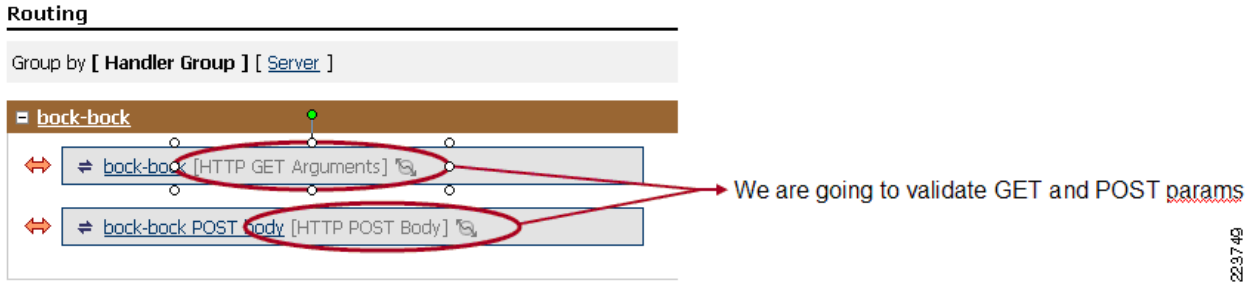 Routing
Group by [ Handler Group ] [ Server ]
bock-bock
bock-bock [HTTP GET Arguments]
We are going to validate GET and POST params
bock-bock POST body [HTTP POST Body]
223749